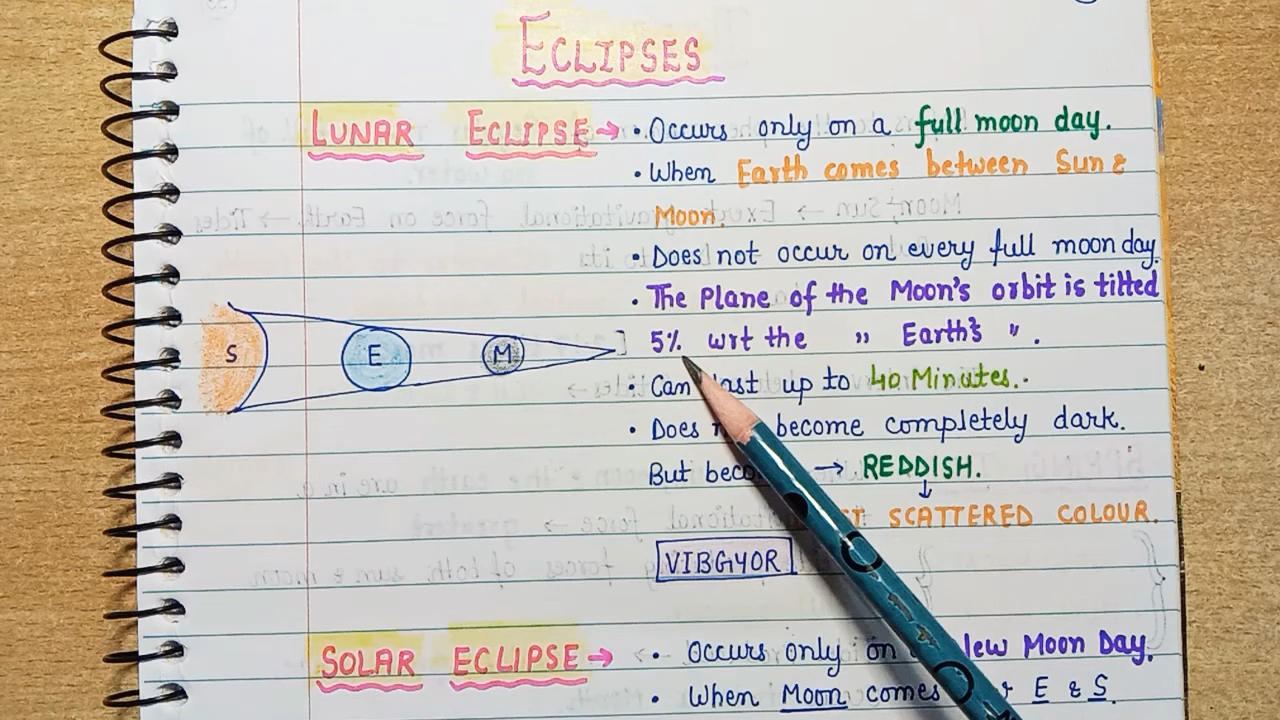 ECLIPSES
LUNAR ECLIPSE → • Occurs only on a full moon day.
• When Earth comes between Sun &
Moon.
• Does not occur on every full moon day.
• The Plane of the Moon's orbit is tilted
5% wrt the " Earth's " .
• Can last up to 40 Minutes.
• Does become completely dark.
But → REDDISH.
↓
SCATTERED COLOUR.
VIBGYOR
S E M
SOLAR ECLIPSE → • Occurs only on New Moon Day.
• When Moon comes E & S.